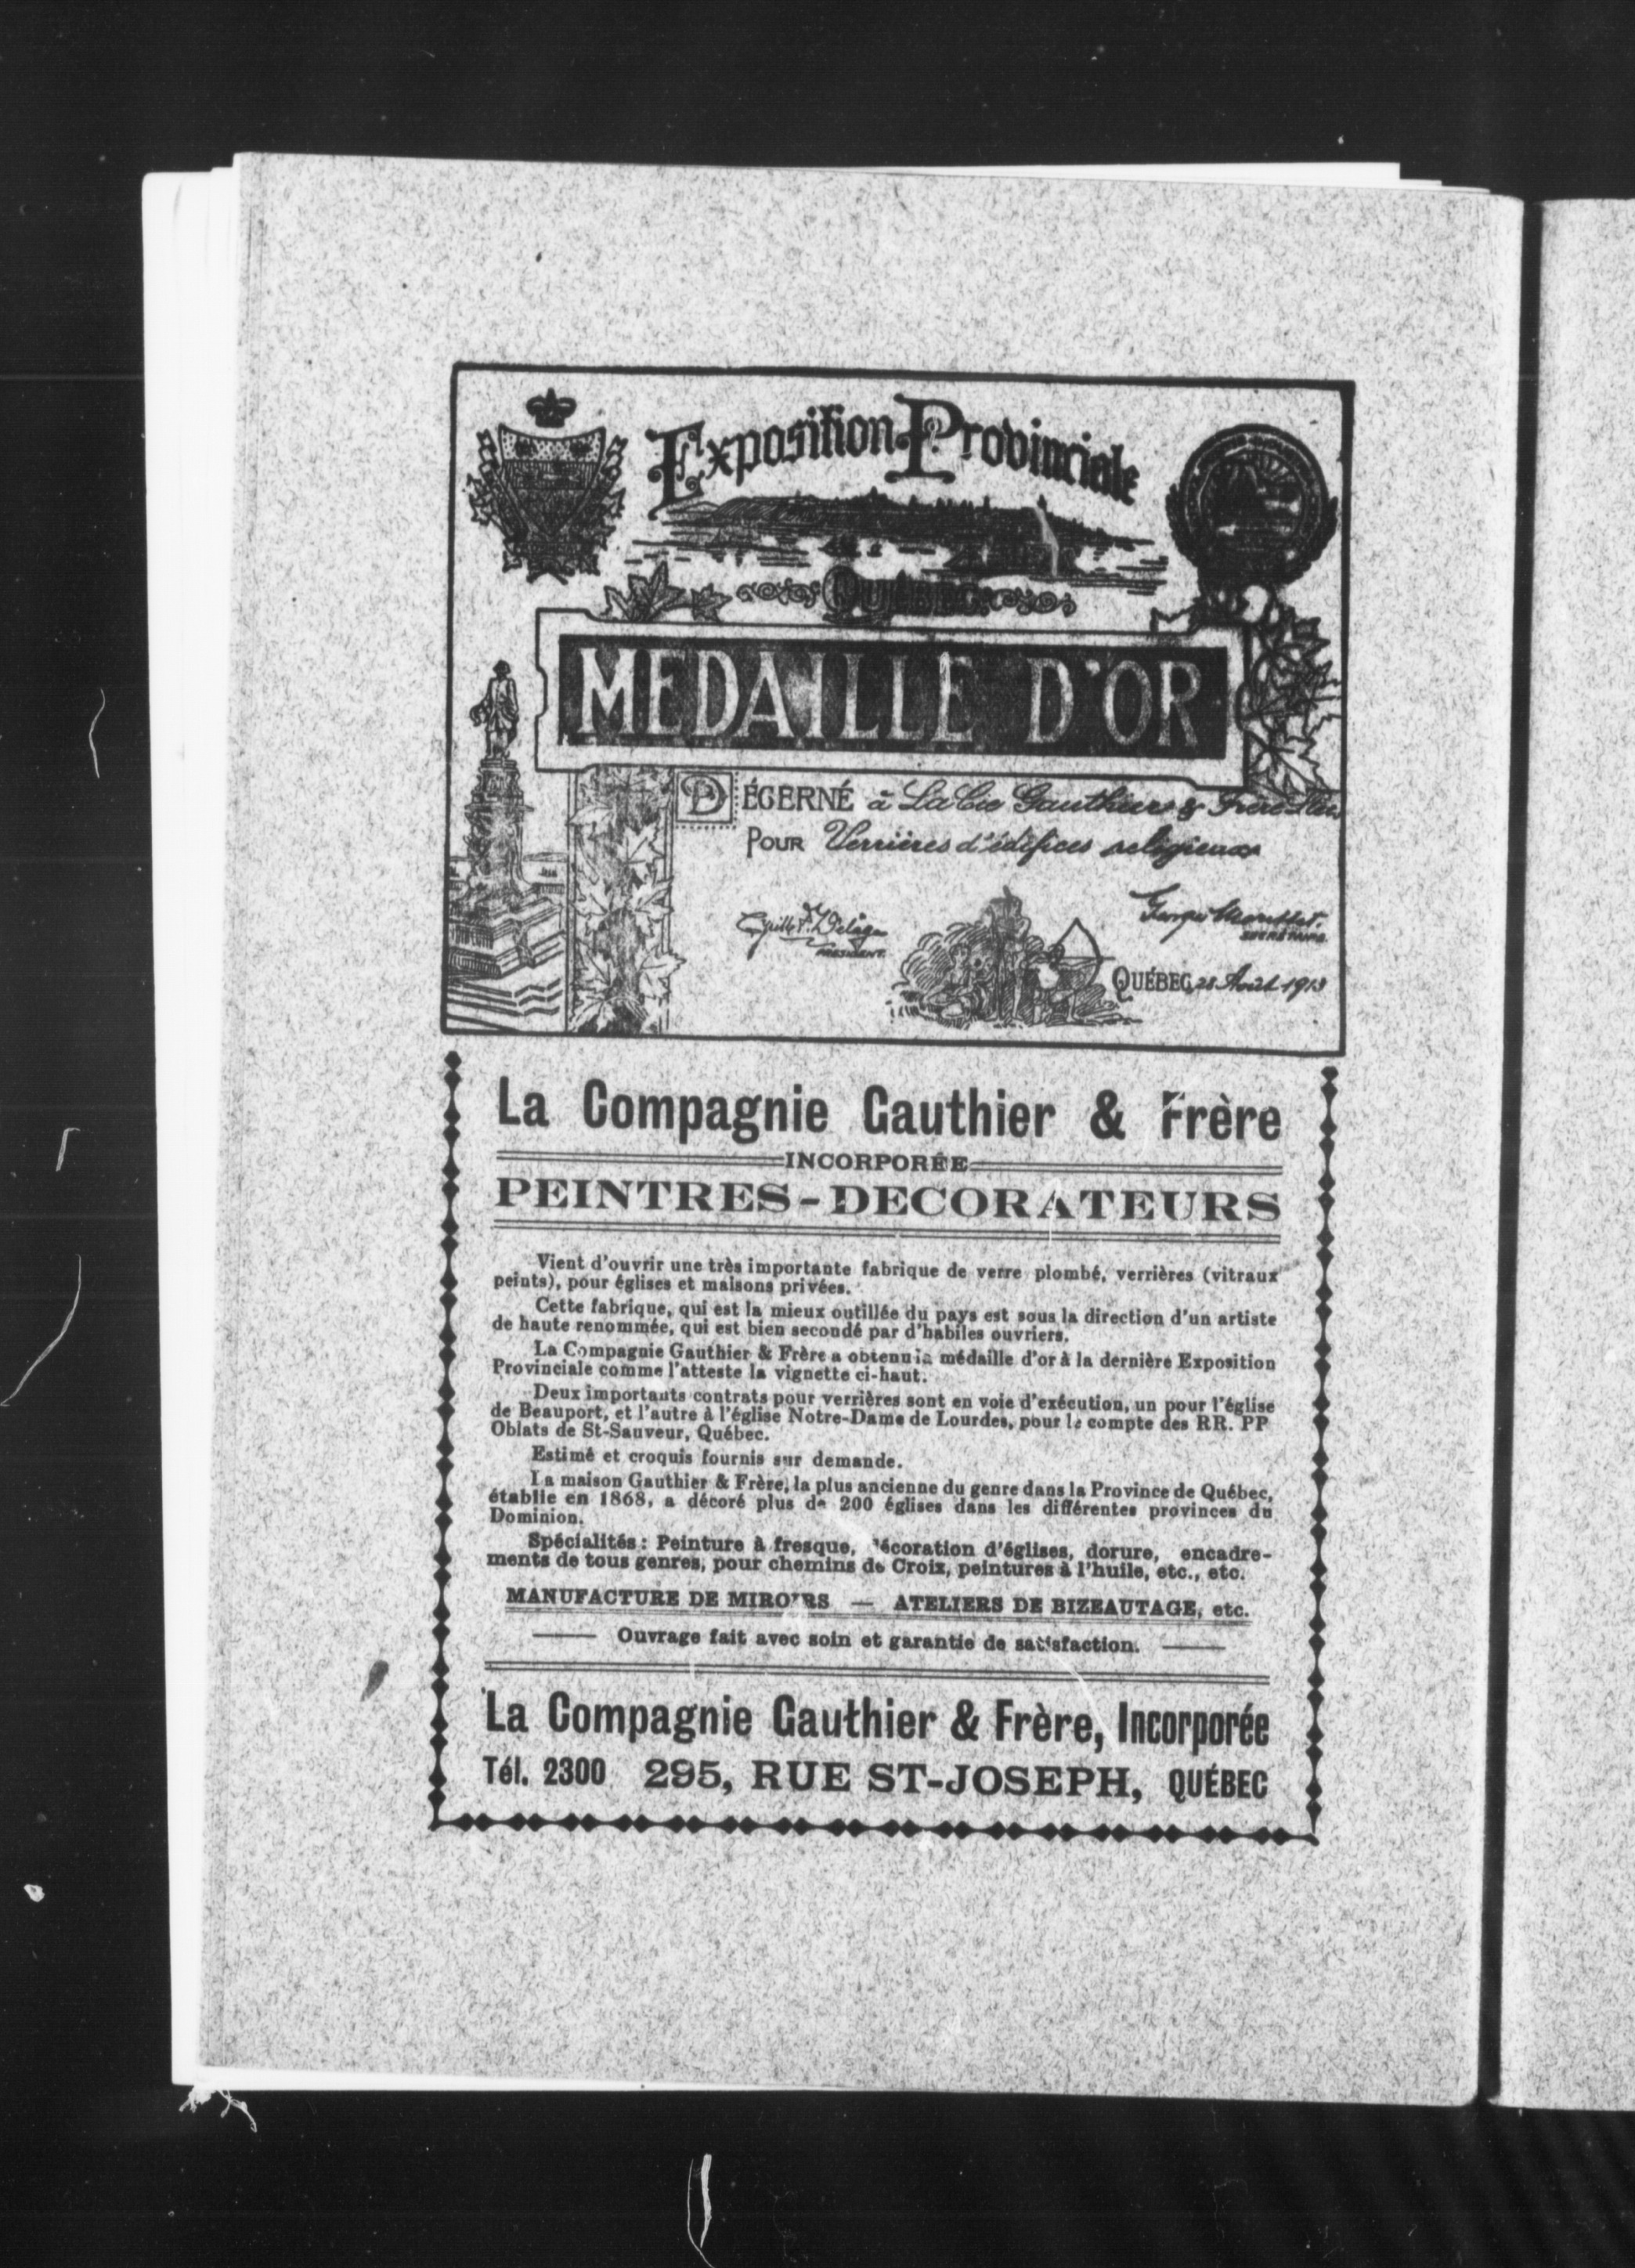 Exposition Provinciale
QUÉBEC
MEDAILLE D'OR
DÉCERNÉ à La Cie Gauthier & Frère
POUR Verrières d'édifices religieux
PRESIDENT
SECRÉTAIRE
QUÉBEC, 28 Août 1913
La Compagnie Gauthier & Frère
INCORPORÉE
PEINTRES-DECORATEURS
Vient d'ouvrir une très importante fabrique de verre plombé, verrières (vitraux
peints), pour églises et maisons privées.
Cette fabrique, qui est la mieux outillée du pays est sous la direction d'un artiste
de haute renommée, qui est bien secondé par d'habiles ouvriers.
La Compagnie Gauthier & Frère a obtenu la médaille d'or à la dernière Exposition
Provinciale comme l'atteste la vignette ci-haut.
Deux importants contrats pour verrières sont en voie d'exécution, un pour l'église
de Beauport, et l'autre à l'église Notre-Dame de Lourdes, pour le compte des RR. PP
Oblats de St-Sauveur, Québec.
Estimé et croquis fournis sur demande.
La maison Gauthier & Frère, la plus ancienne du genre dans la Province de Québec,
établie en 1868, a décoré plus de 200 églises dans les différentes provinces du
Dominion.
Spécialités: Peinture à fresque, décoration d'églises, dorure, encadre-
ments de tous genres, pour chemins de Croix, peintures à l'huile, etc., etc.
MANUFACTURE DE MIROIRS — ATELIERS DE BIZEAUTAGE, etc.
Ouvrage fait avec soin et garantie de satisfaction.
La Compagnie Gauthier & Frère, Incorporée
Tél. 2300 295, RUE ST-JOSEPH, QUÉBEC